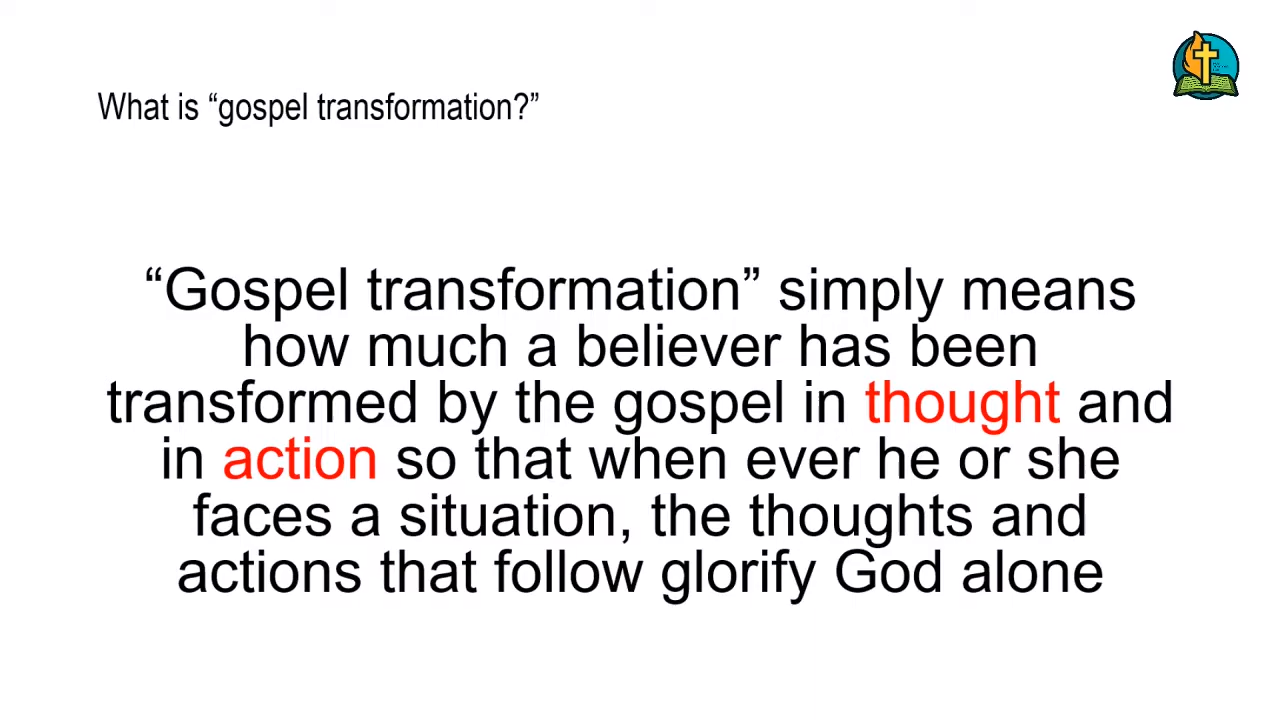 What is “gospel transformation?”
“Gospel transformation” simply means
how much a believer has been
transformed by the gospel in thought and
in action so that when ever he or she
faces a situation, the thoughts and
actions that follow glorify God alone